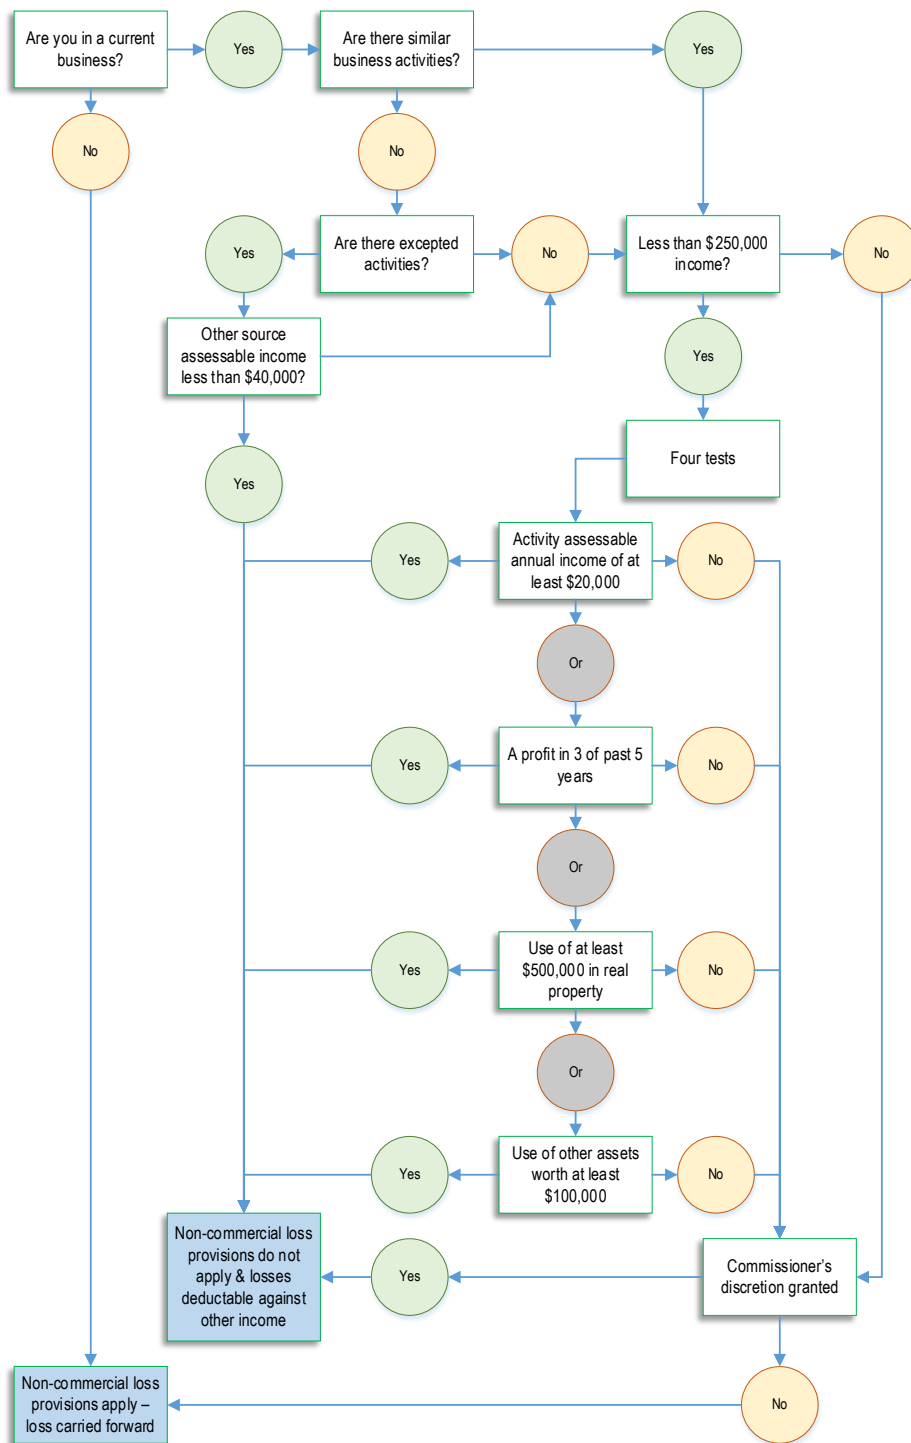 Are you in a current
business?
Yes
Are there similar
business activities?
Yes
No
No
Yes
Are there excepted
activities?
No
Less than $250,000
income?
No
Other source
assessable income
less than $40,000?
Yes
Four tests
Yes
Yes
Activity assessable
annual income of at
least $20,000
No
Or
Yes
A profit in 3 of past 5
years
No
Or
Yes
Use of at least
$500,000 in real
property
No
Or
Yes
Use of other assets
worth at least
$100,000
No
Non-commercial loss
provisions do not
apply & losses
deductable against
other income
Yes
Commissioner’s
discretion granted
Non-commercial loss
provisions apply –
loss carried forward
No